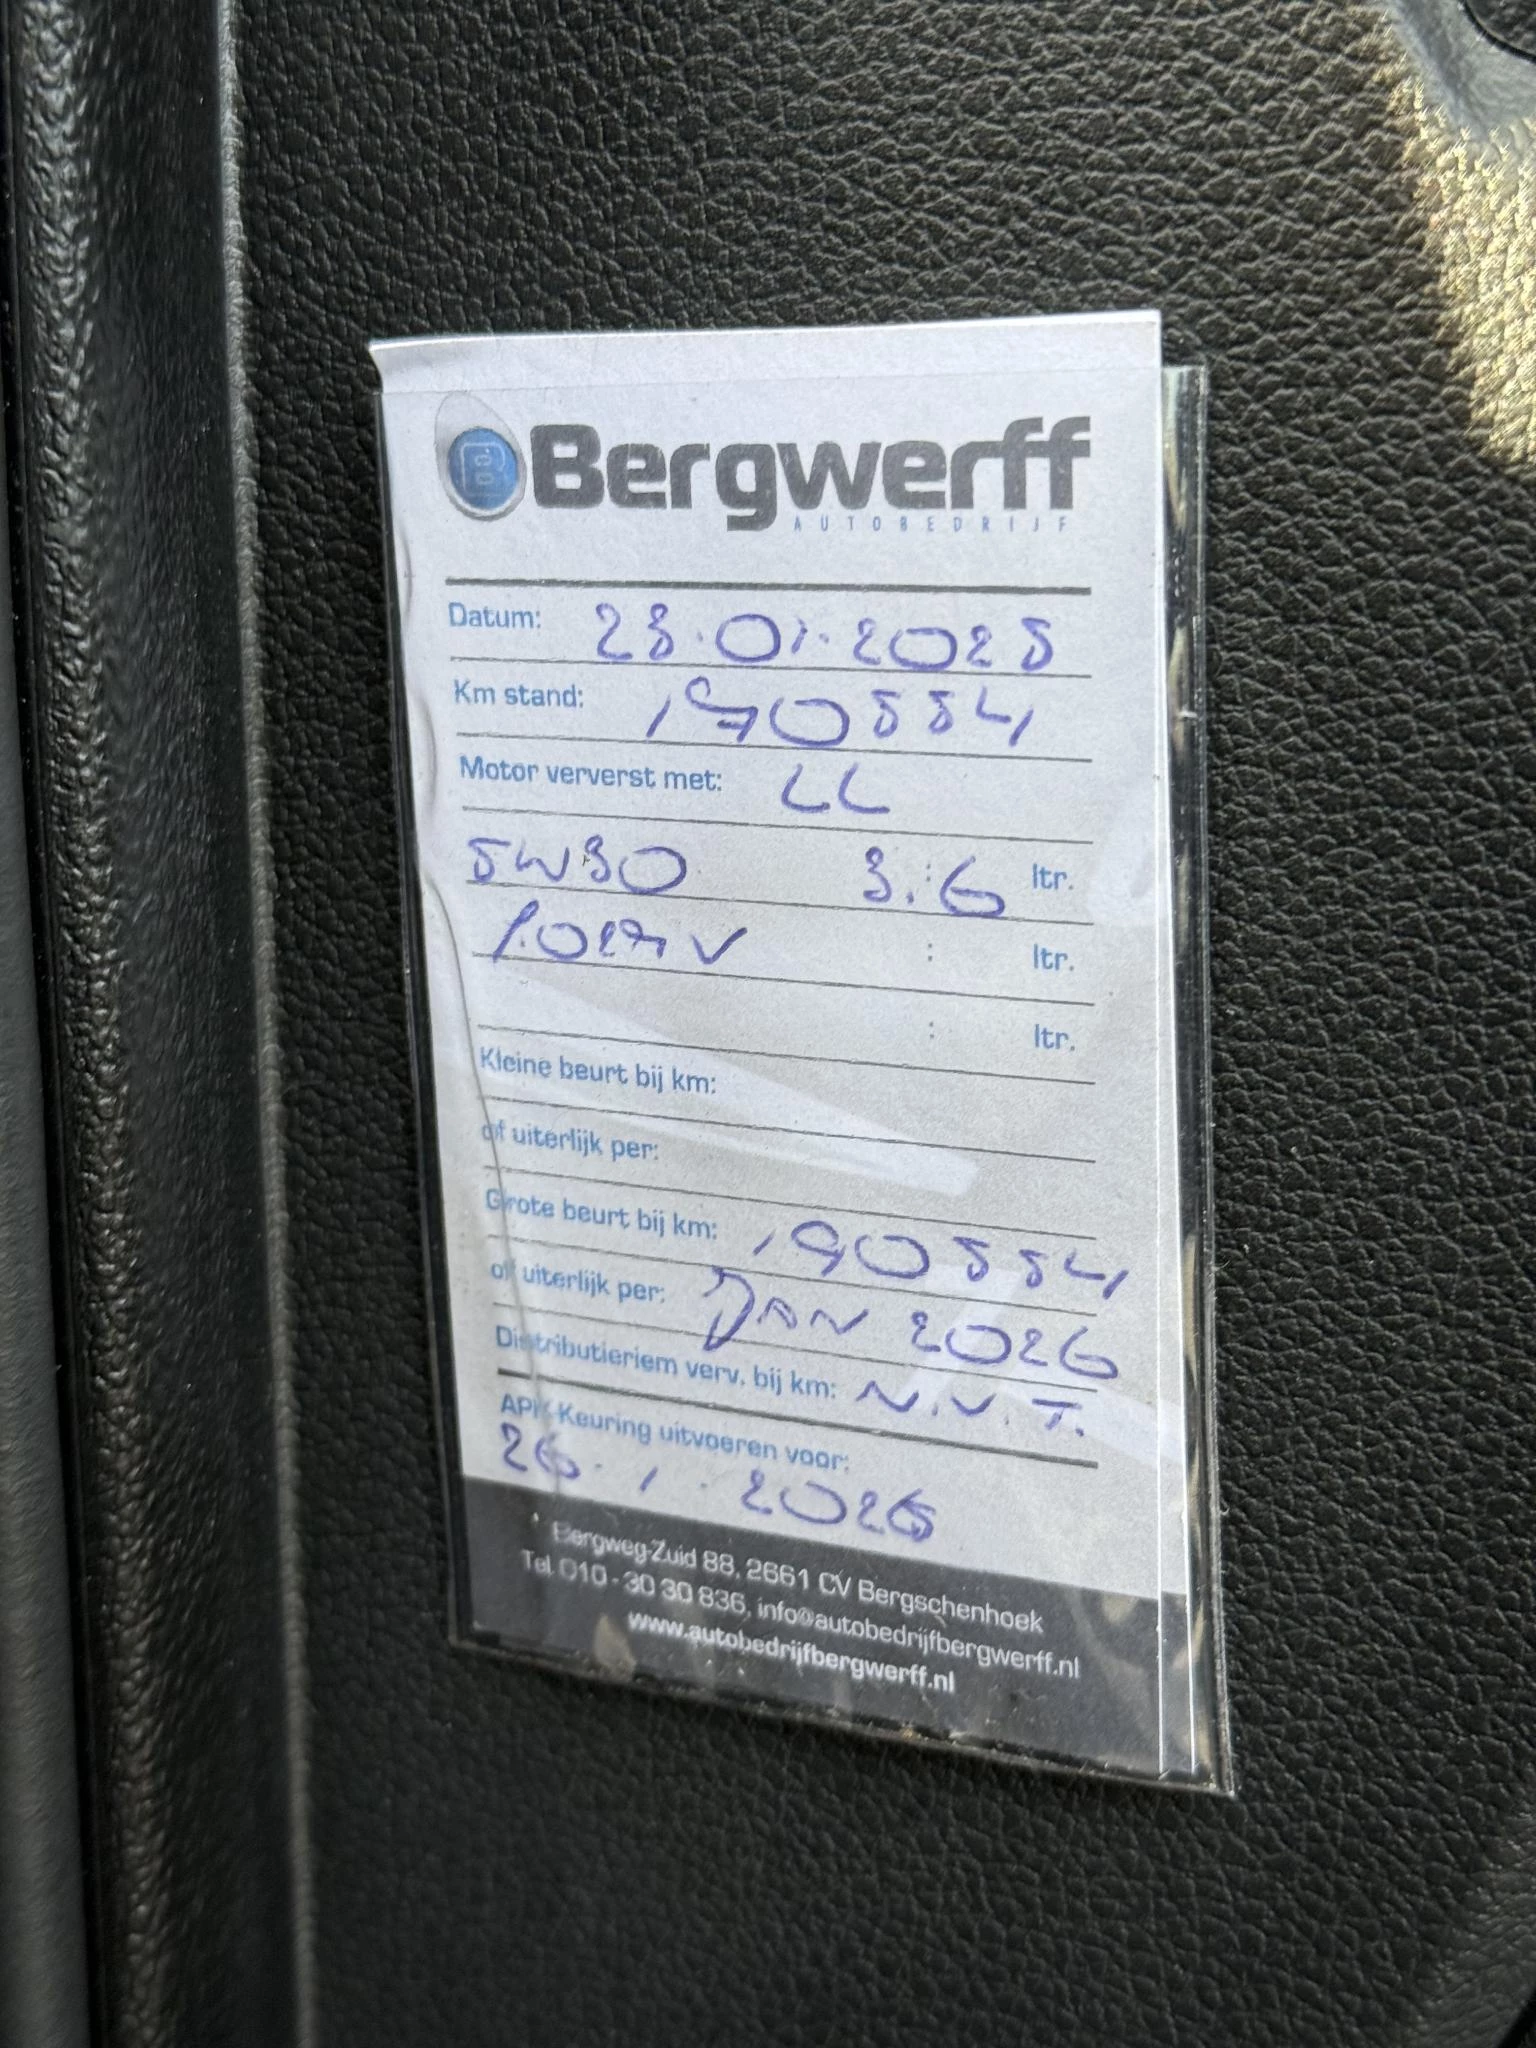 Bergwerff
AUTOBEDRIJF
Datum: 28.01.2025
Km stand: 170554
Motor ververst met: LL
5W30 3.6 ltr.
: ltr.
: ltr.
Kleine beurt bij km:
of uiterlijk per:
Grote beurt bij km: 190554
of uiterlijk per: JAN 2026
Distributieriem verv. bij km: N.V.T.
APK Keuring uitvoeren voor:
26.1.2026
Bergweg-Zuid 88, 2661 CV Bergschenhoek
Tel. 010 - 30 30 836, info@autobedrijfbergwerff.nl
www.autobedrijfbergwerff.nl